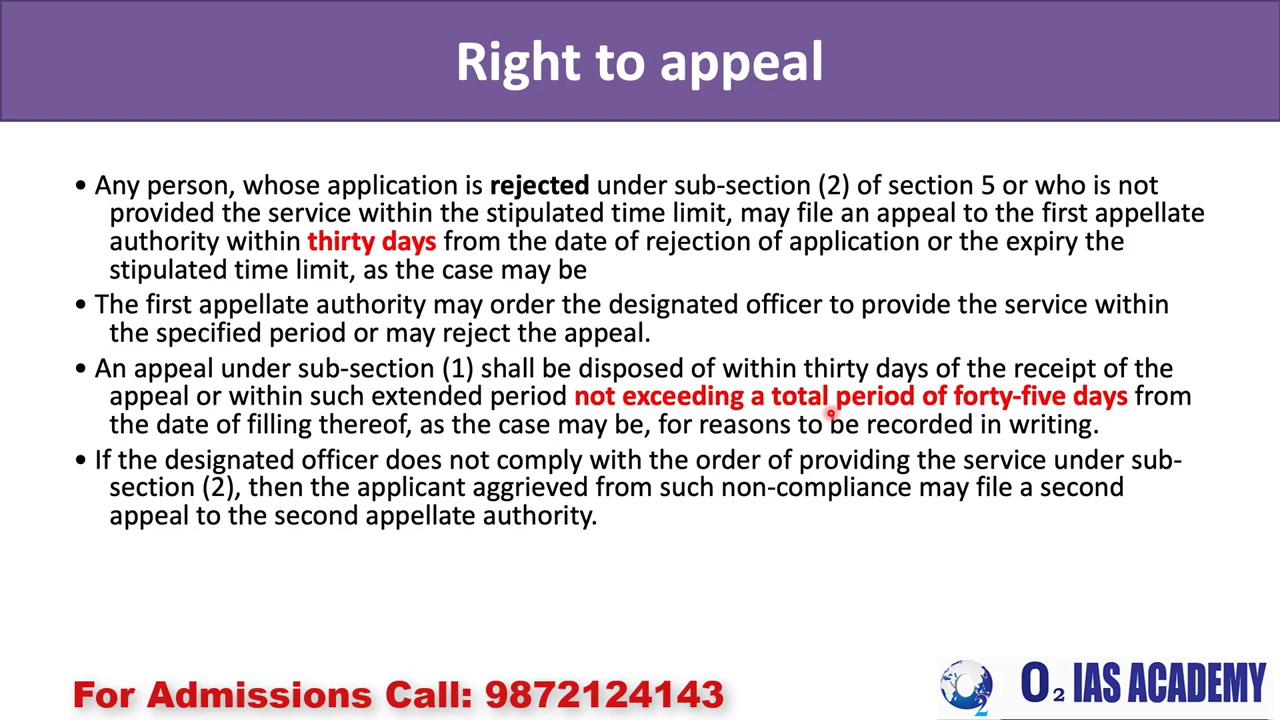 Right to appeal
• Any person, whose application is rejected under sub-section (2) of section 5 or who is not
provided the service within the stipulated time limit, may file an appeal to the first appellate
authority within thirty days from the date of rejection of application or the expiry the
stipulated time limit, as the case may be
• The first appellate authority may order the designated officer to provide the service within
the specified period or may reject the appeal.
• An appeal under sub-section (1) shall be disposed of within thirty days of the receipt of the
appeal or within such extended period not exceeding a total period of forty-five days from
the date of filling thereof, as the case may be, for reasons to be recorded in writing.
• If the designated officer does not comply with the order of providing the service under sub-
section (2), then the applicant aggrieved from such non-compliance may file a second
appeal to the second appellate authority.
For Admissions Call: 9872124143
O₂ IAS ACADEMY
2